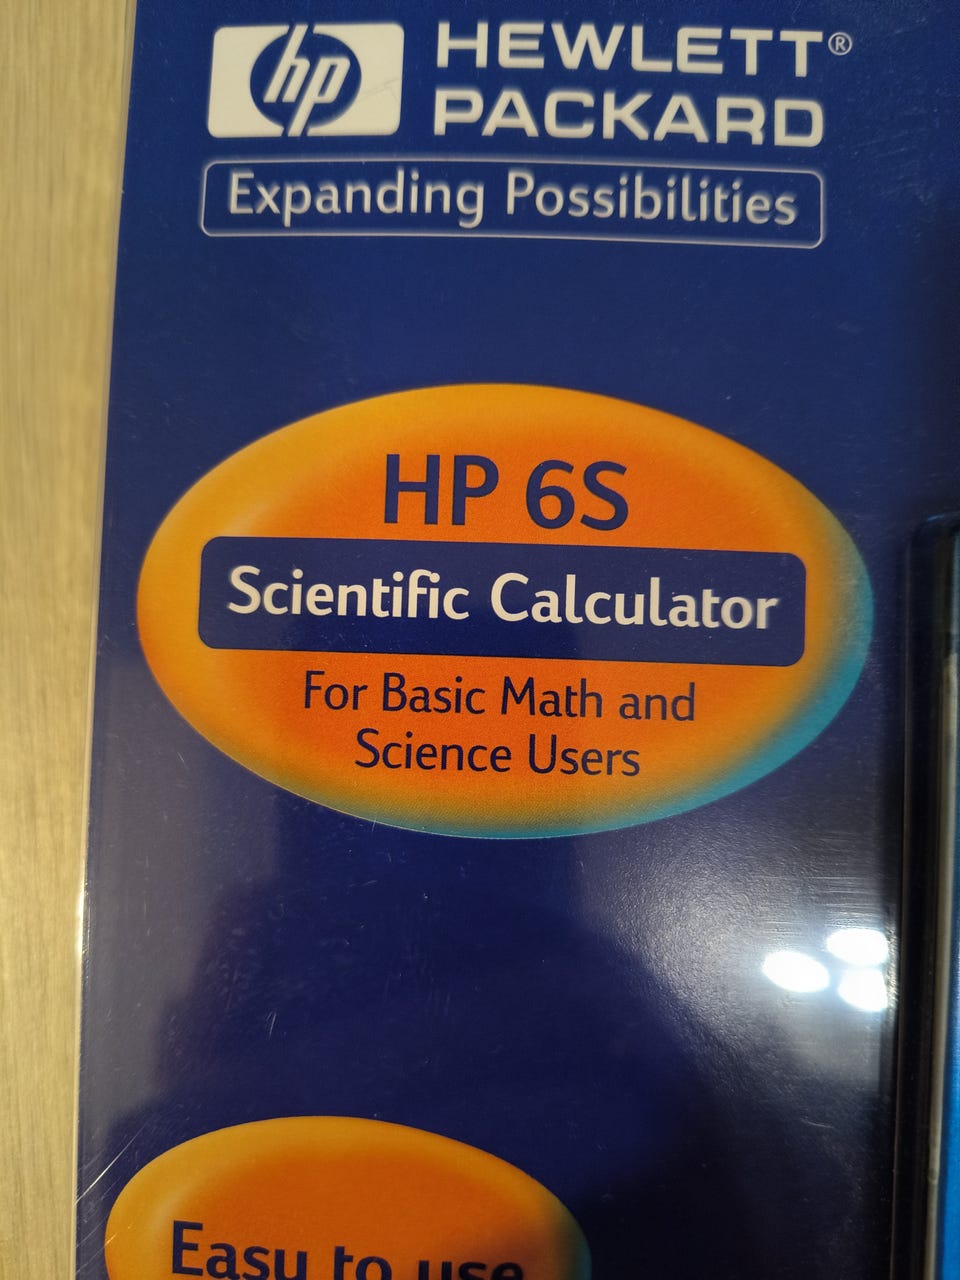 hp HEWLETT®
PACKARD
Expanding Possibilities
HP 6S
Scientific Calculator
For Basic Math and
Science Users
Easy to use